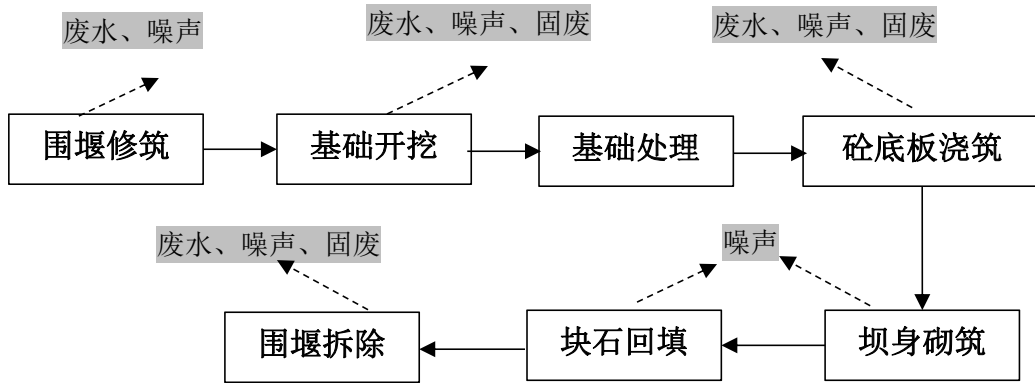 废水、噪声
废水、噪声、固废
废水、噪声、固废
围堰修筑
基础开挖
基础处理
砼底板浇筑
废水、噪声、固废
噪声
围堰拆除
块石回填
坝身砌筑